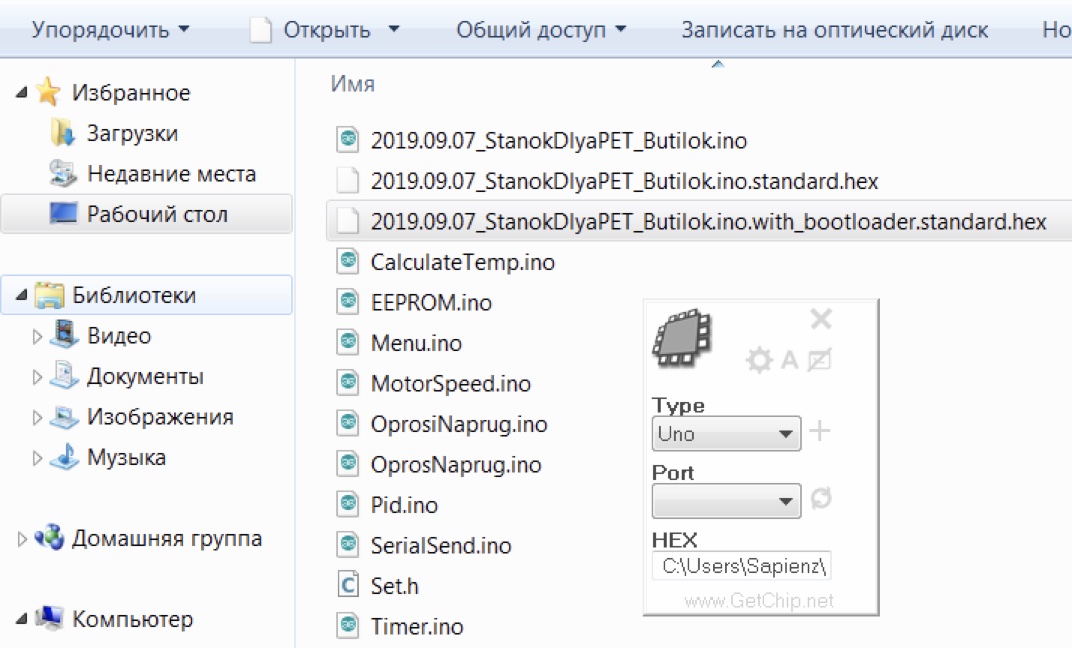 Упорядочить Открыть Общий доступ Записать на оптический диск Но
Избранное
Загрузки
Недавние места
Рабочий стол
Библиотеки
Видео
Документы
Изображения
Музыка
Домашняя группа
Компьютер
Имя
2019.09.07_StanokDlyaPET_Butilok.ino
2019.09.07_StanokDlyaPET_Butilok.ino.standard.hex
2019.09.07_StanokDlyaPET_Butilok.ino.with_bootloader.standard.hex
CalculateTemp.ino
EEPROM.ino
Menu.ino
MotorSpeed.ino
OprosiNaprug.ino
OprosNaprug.ino
Pid.ino
SerialSend.ino
Set.h
Timer.ino
A
Type
Uno
Port
HEX
C:\Users\Sapienz\
www.GetChip.net